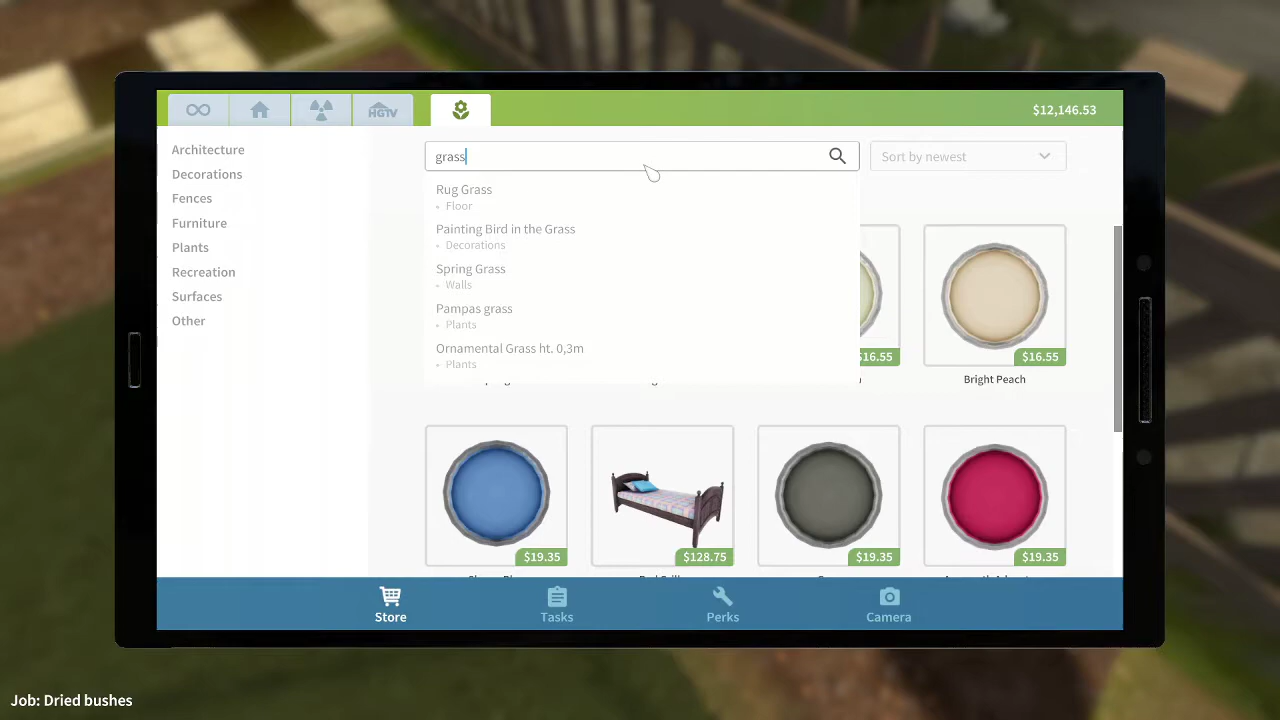 HGTV
$12,146.53
Architecture
Decorations
Fences
Furniture
Plants
Recreation
Surfaces
Other
grass
Sort by newest
Rug Grass
• Floor
Painting Bird in the Grass
• Decorations
Spring Grass
• Walls
Pampas grass
• Plants
Ornamental Grass ht. 0,3m
• Plants
$16.55
$16.55
Bright Peach
$19.35
$128.75
$19.35
$19.35
Store
Tasks
Perks
Camera
Job: Dried bushes